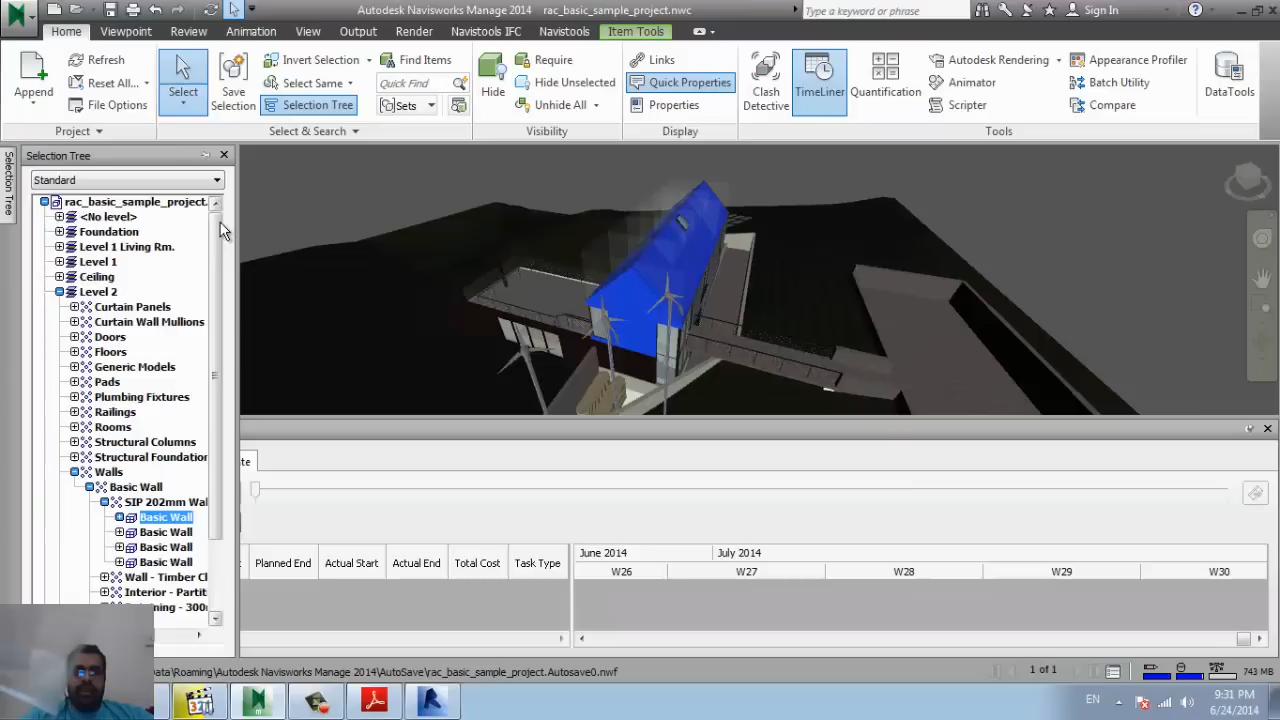 Autodesk Navisworks Manage 2014 rac_basic_sample_project.nwc
Type a keyword or phrase
Sign In
Home Viewpoint Review Animation View Output Render Navistools IFC Navistools Item Tools
Append
Refresh
Reset All...
File Options
Project
Select
Save Selection
Invert Selection
Select Same
Selection Tree
Find Items
Quick Find
Sets
Select & Search
Hide
Require
Hide Unselected
Unhide All
Visibility
Links
Quick Properties
Properties
Display
Clash Detective
TimeLiner
Quantification
Autodesk Rendering
Animator
Scripter
Appearance Profiler
Batch Utility
Compare
DataTools
Tools
Selection Tree
Selection Tree
Standard
rac_basic_sample_project.
<No level>
Foundation
Level 1 Living Rm.
Level 1
Ceiling
Level 2
Curtain Panels
Curtain Wall Mullions
Doors
Floors
Generic Models
Pads
Plumbing Fixtures
Railings
Rooms
Structural Columns
Structural Foundation
Walls
Basic Wall
SIP 202mm Wal
Basic Wall
Basic Wall
Basic Wall
Basic Wall
Wall - Timber Cl
Interior - Partit
ining - 300
te
Planned End Actual Start Actual End Total Cost Task Type
June 2014 July 2014
W26 W27 W28 W29 W30
Data\Roaming\Autodesk Navisworks Manage 2014\AutoSave\rac_basic_sample_project.Autosave0.nwf
1 of 1
743 MB
321
EN
9:31 PM
6/24/2014